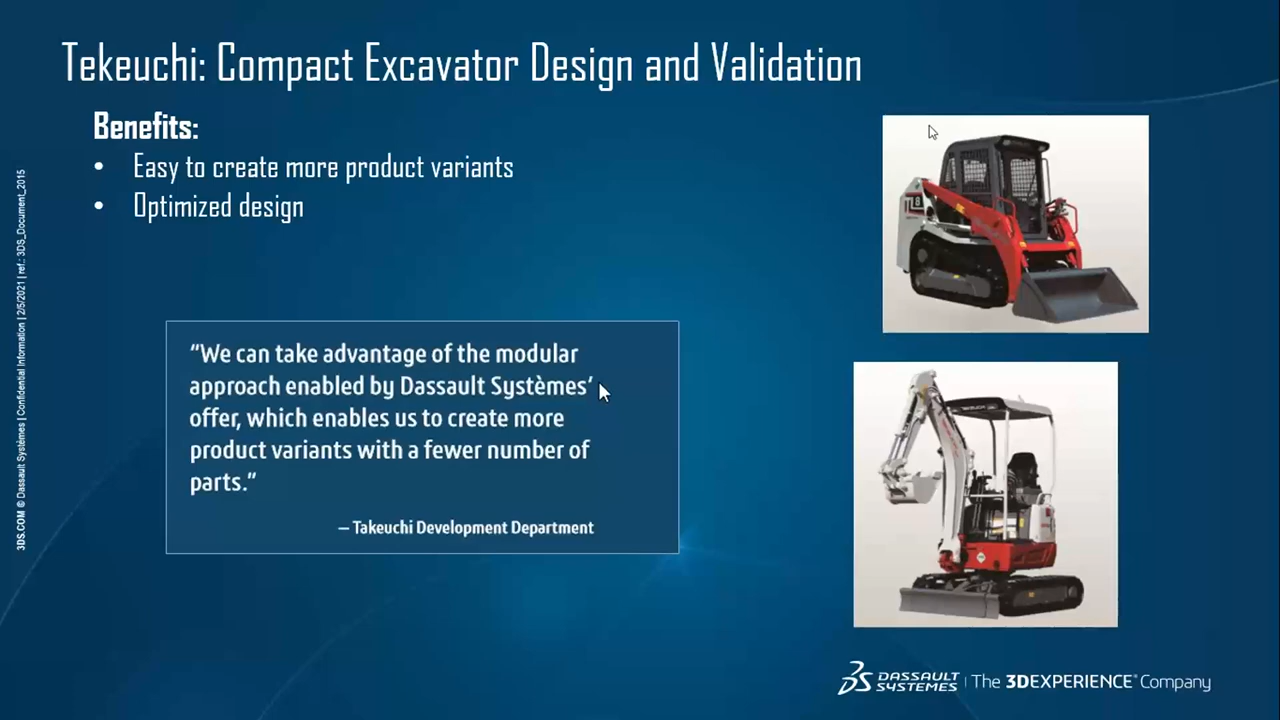 Tekeuchi: Compact Excavator Design and Validation
Benefits:
• Easy to create more product variants
• Optimized design
“We can take advantage of the modular
approach enabled by Dassault Systèmes’
offer, which enables us to create more
product variants with a fewer number of
parts.”
– Takeuchi Development Department
TL8
3DS.COM © Dassault Systèmes | Confidential Information | 2/5/2021 | ref.: 3DS_Document_2015
DASSAULT
SYSTEMES | The 3DEXPERIENCE® Company